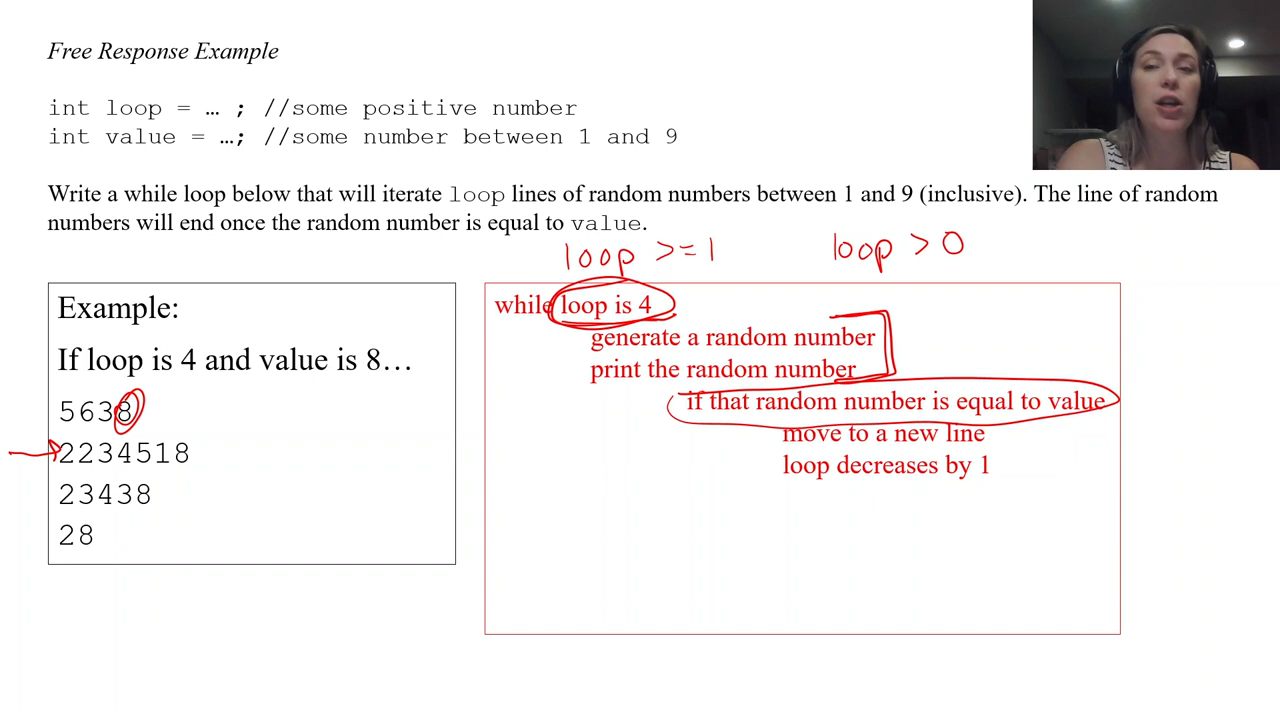 Free Response Example
int loop = … ; //some positive number
int value = …; //some number between 1 and 9
Write a while loop below that will iterate loop lines of random numbers between 1 and 9 (inclusive). The line of random
numbers will end once the random number is equal to value.
loop >= 1 loop > 0
Example:
If loop is 4 and value is 8…
5638
2234518
23438
28
while loop is 4
generate a random number
print the random number
if that random number is equal to value
move to a new line
loop decreases by 1